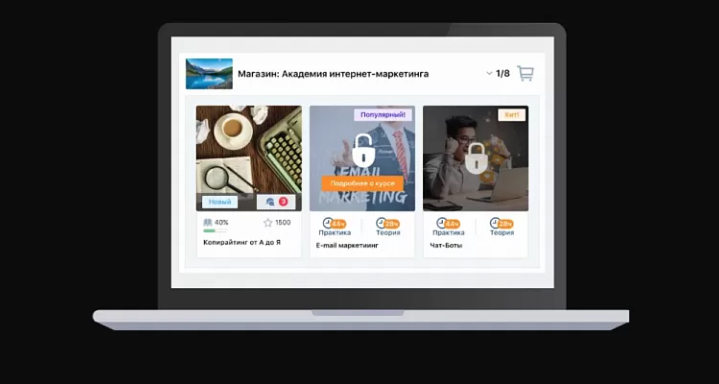 Магазин: Академия интернет-маркетинга
1/8
Популярный!
Хит!
EMAIL
MARKETING
Подробнее о курсе
Новый
3
40%
1500
Копирайтинг от А до Я
Практика
Теория
E-mail маркетиинг
Практика
Теория
Чат-Боты